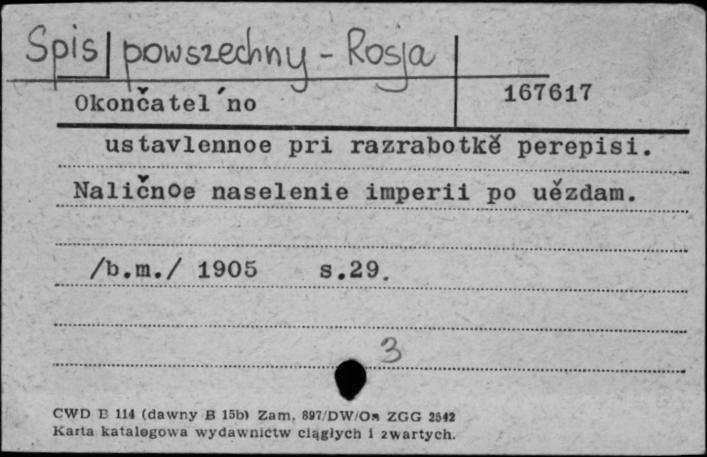 Spis powszechny - Rosja
Okončatel´no 167617
ustavlennoe pri razrabotkě perepisi.
Naličnoe naselenie imperii po uězdam.
/b.m./ 1905 s.29.
3
CWD B 114 (dawny B 15b) Zam. 897/DW/On ZGG 2542
Karta katalogowa wydawnictw ciągłych i zwartych.